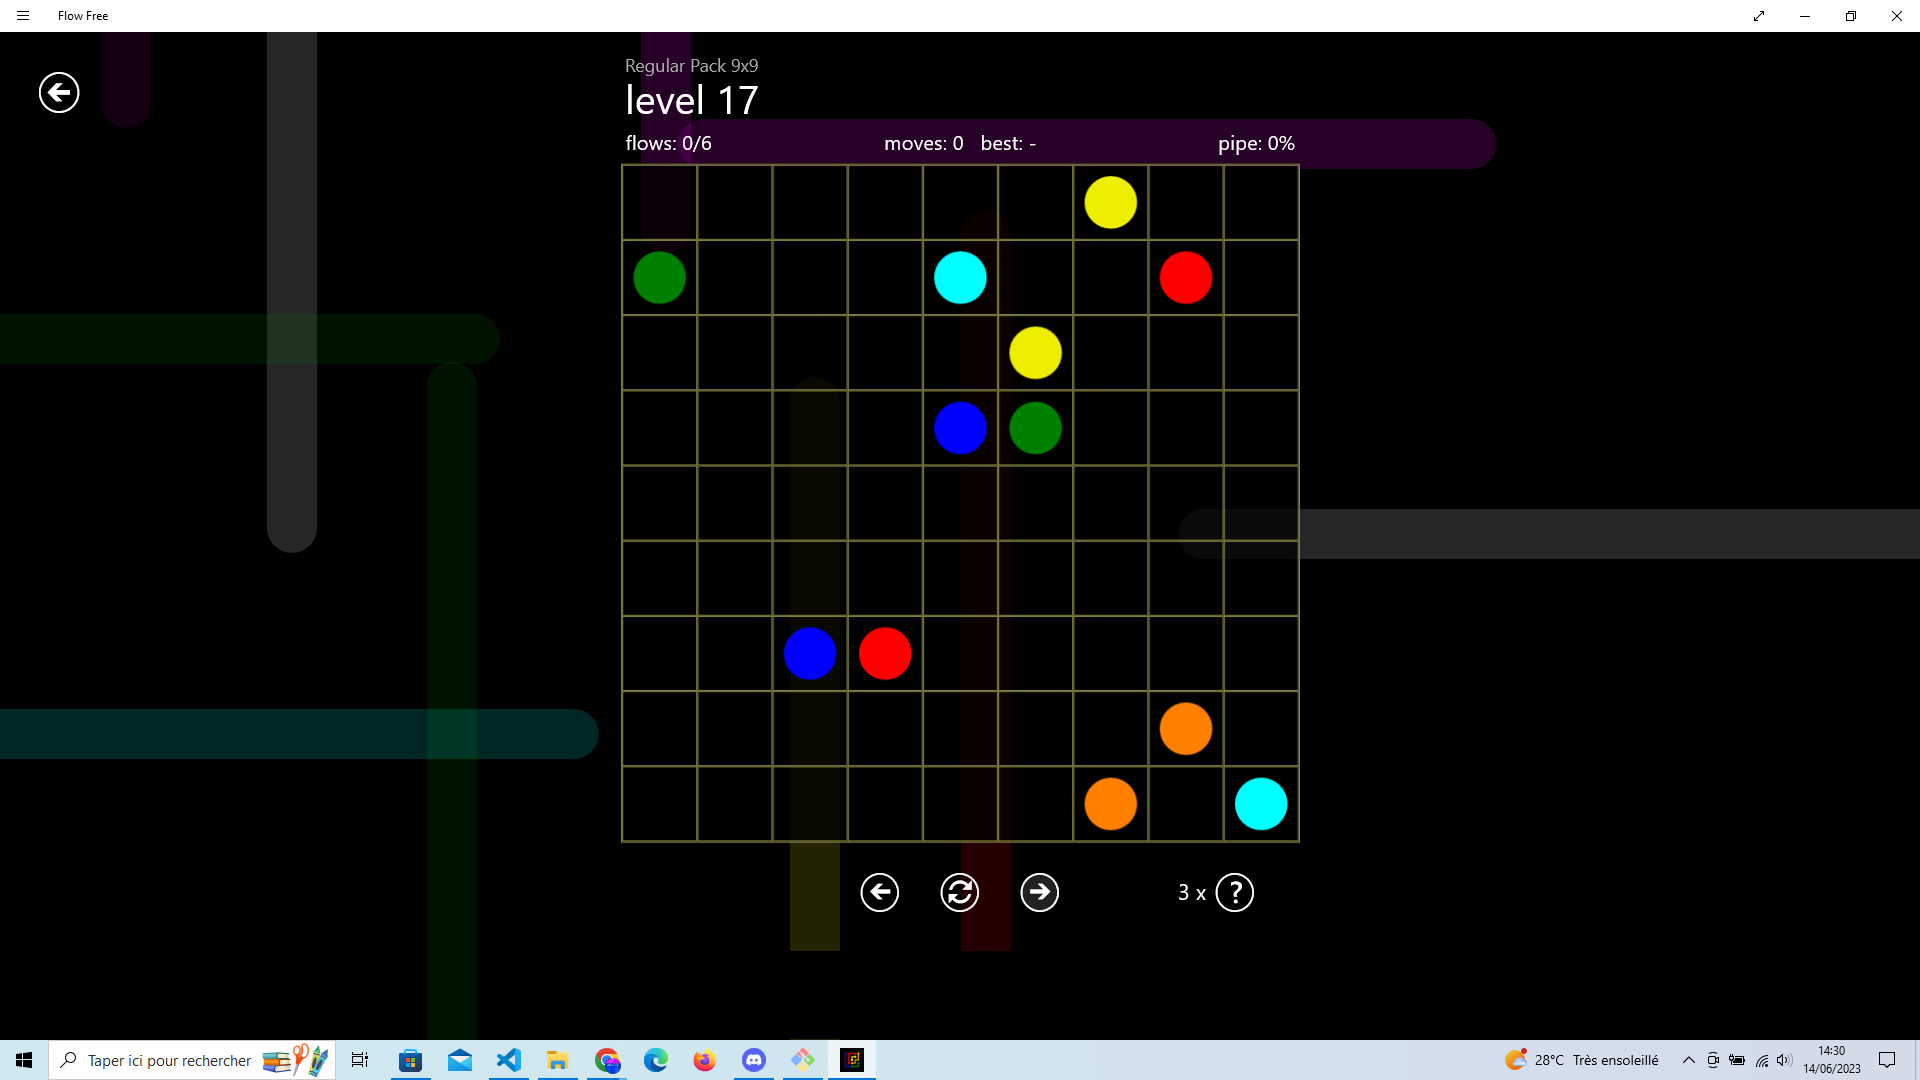 Flow Free
Regular Pack 9x9
level 17
flows: 0/6 moves: 0 best: - pipe: 0%
3 x ?
Taper ici pour rechercher
28°C Très ensoleillé
14:30
14/06/2023